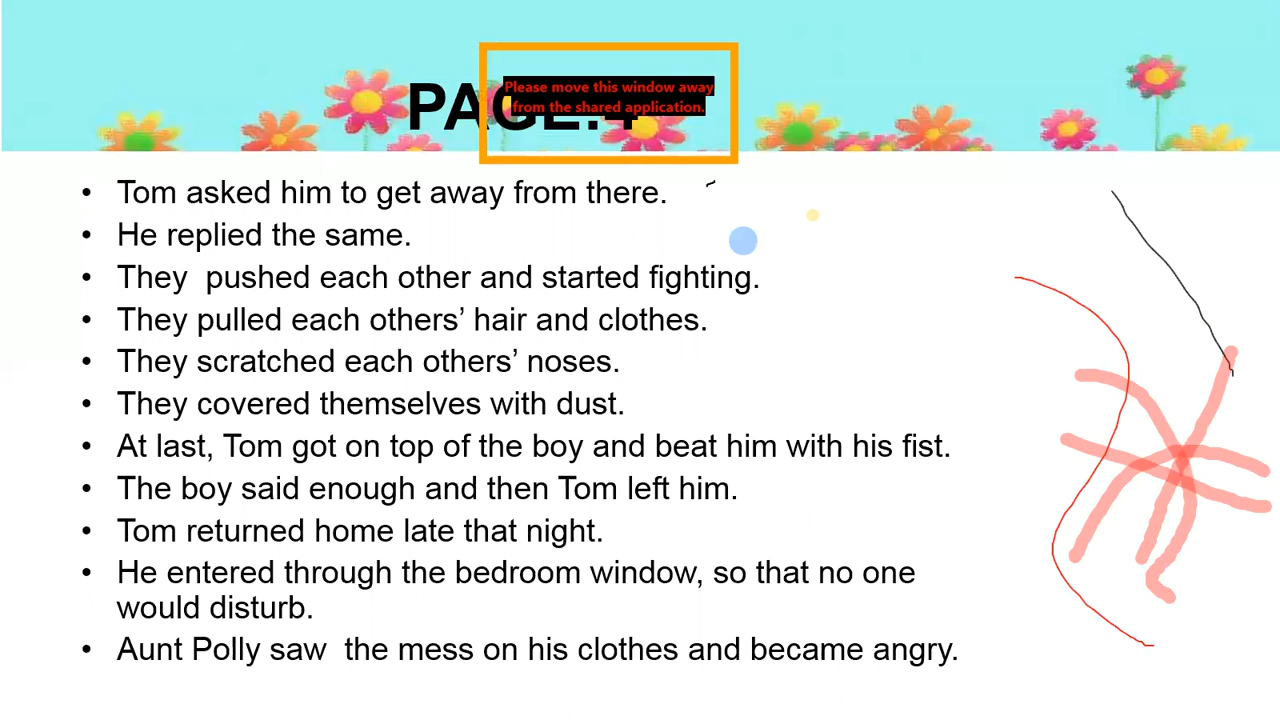 PAGE:4
Please move this window away
from the shared application.
• Tom asked him to get away from there.
• He replied the same.
• They  pushed each other and started fighting.
• They pulled each others’ hair and clothes.
• They scratched each others’ noses.
• They covered themselves with dust.
• At last, Tom got on top of the boy and beat him with his fist.
• The boy said enough and then Tom left him.
• Tom returned home late that night.
• He entered through the bedroom window, so that no one
would disturb.
• Aunt Polly saw  the mess on his clothes and became angry.